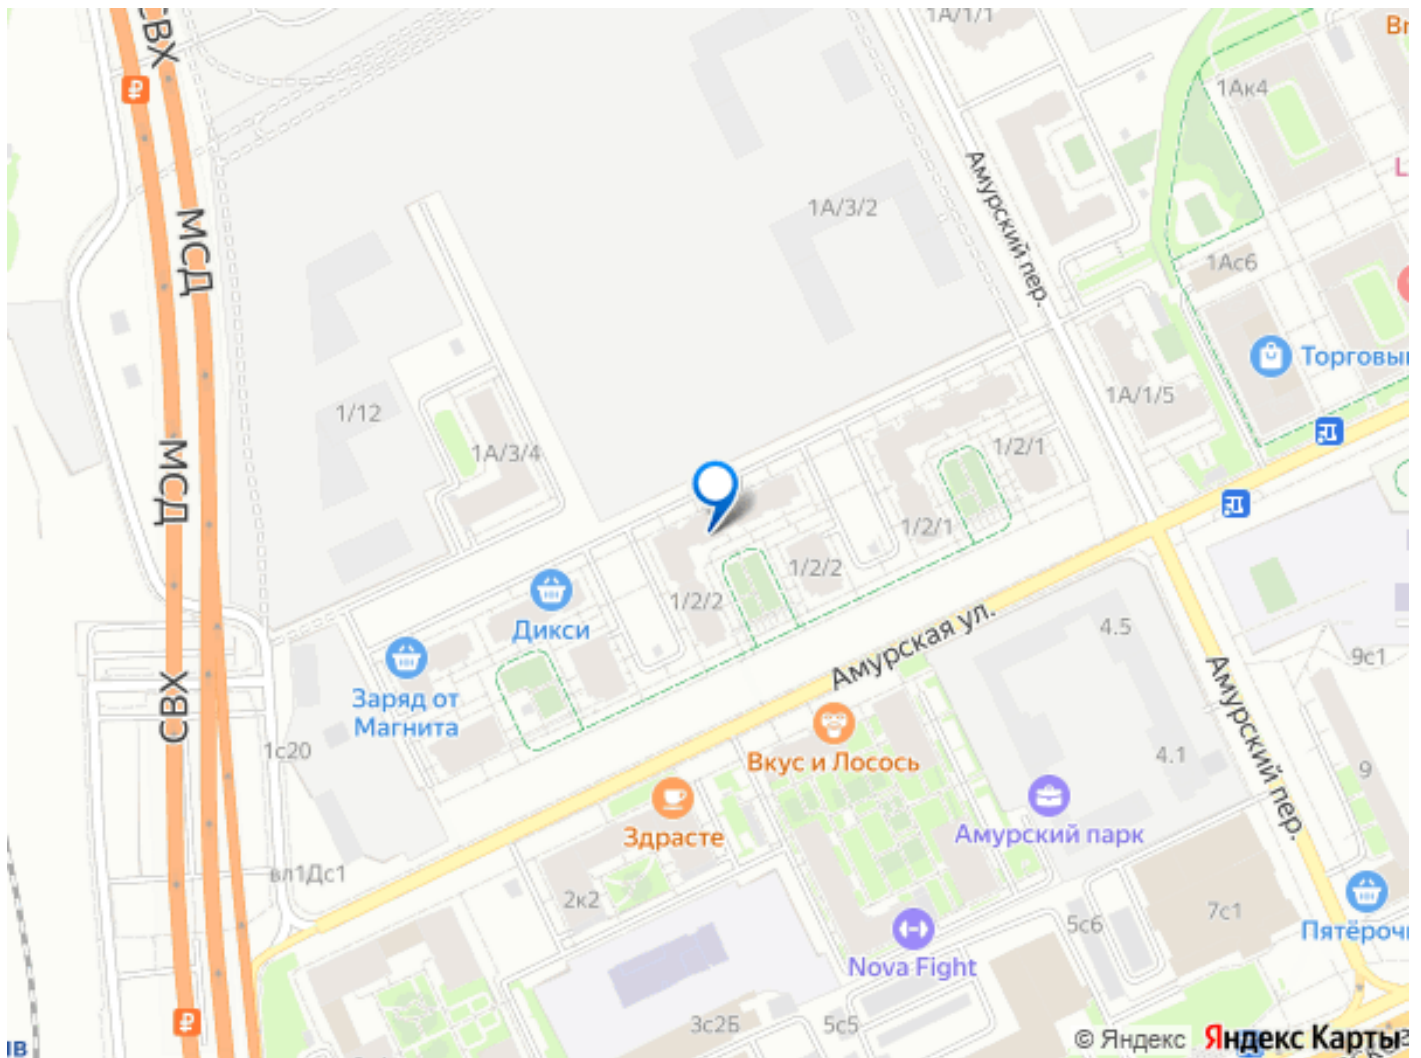 СВХ
1А/1/1
1Ак4
Амурский пер.
МСД
1А/3/2
1Ас6
Торговы
1/12
1А/1/5
1А/3/4
1/2/1
МСД
1/2/1
1/2/2
1/2/2
Дикси
Амурская ул.
4.5
9с1
Заряд от
Магнита
СВХ
Амурский пер.
1с20
Вкус и Лосось
4.1
9
Здрасте
Амурский парк
вл1Дс1
2к2
5с6
7с1
Пятёроч
Nova Fight
3с2Б
5с5
© Яндекс
Яндекс Карты